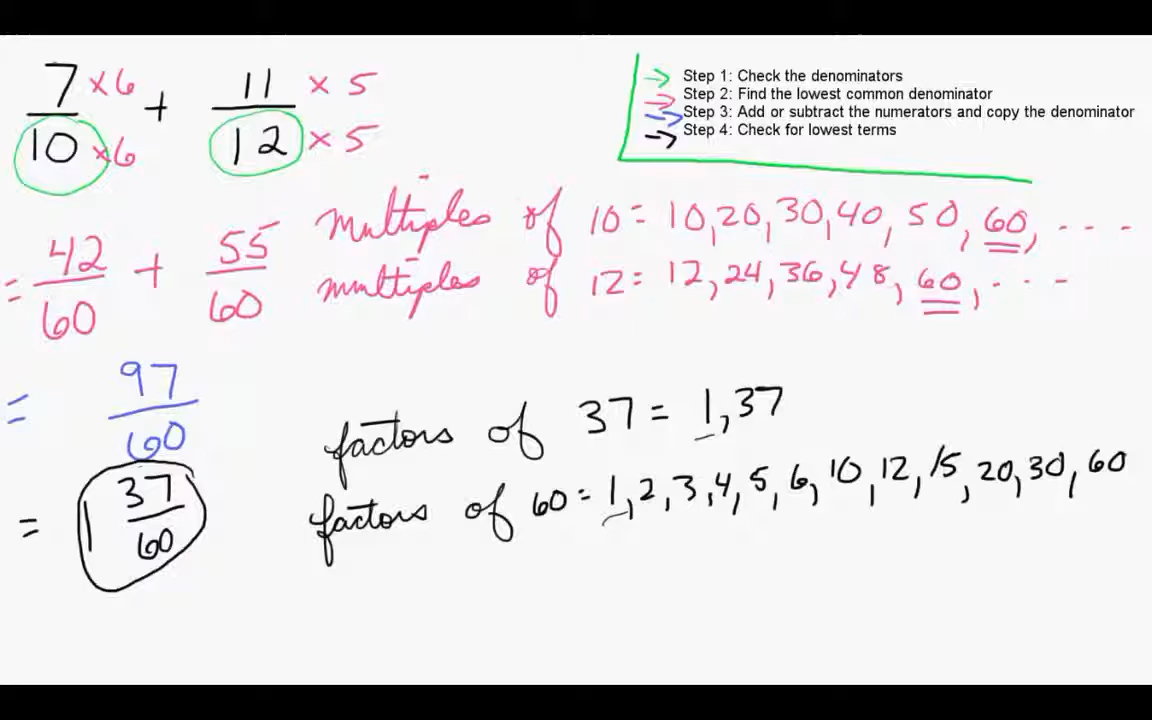 7 ×6 + 11 × 5
10 ×6 12 × 5
Step 1: Check the denominators
Step 2: Find the lowest common denominator
Step 3: Add or subtract the numerators and copy the denominator
Step 4: Check for lowest terms
multiples of 10 = 10, 20, 30, 40, 50, 60, ....
multiples of 12 = 12, 24, 36, 48, 60, ....
= 42/60 + 55/60
= 97/60
= 1 37/60
factors of 37 = 1, 37
factors of 60 = 1, 2, 3, 4, 5, 6, 10, 12, 15, 20, 30, 60